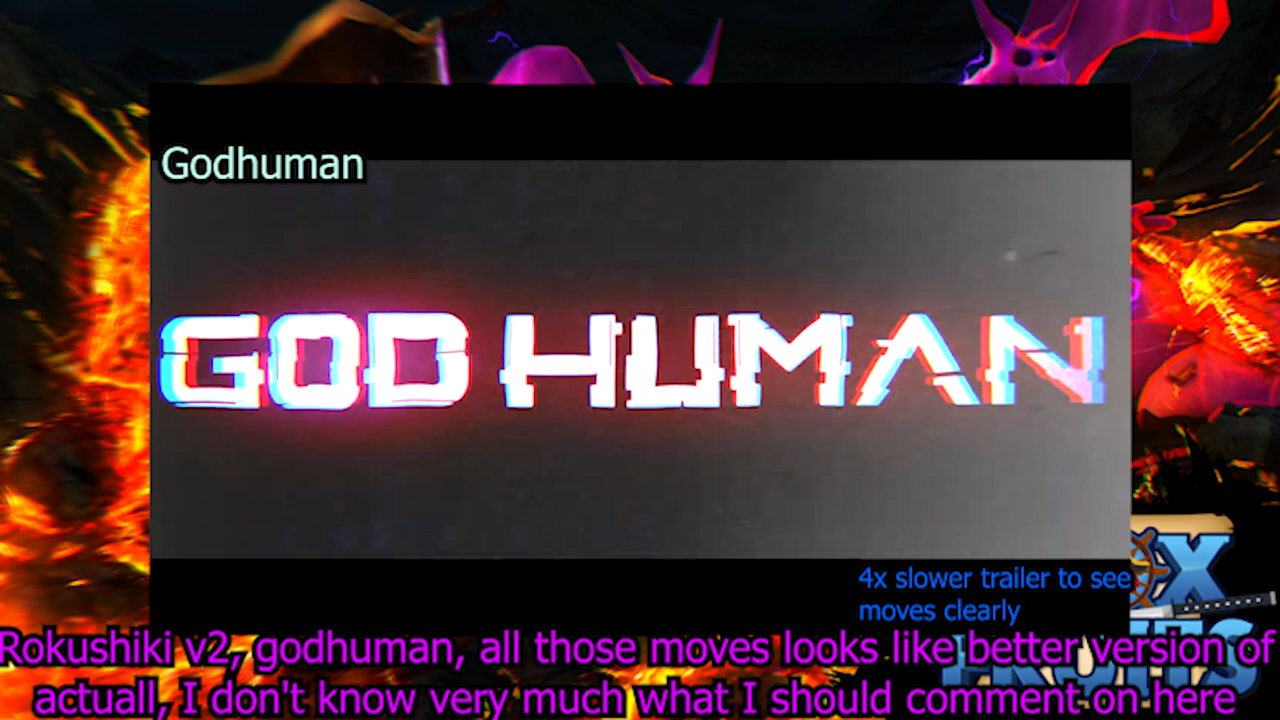 Godhuman
GOD HUMAN
4x slower trailer to see
moves clearly
Rokushiki v2, godhuman, all those moves looks like better version of
actuall, I don't know very much what I should comment on here